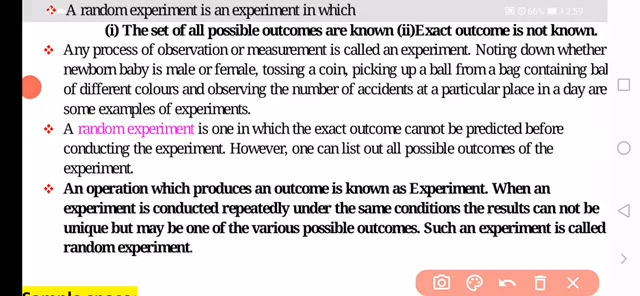 A random experiment is an experiment in which
66% 2:59
(i) The set of all possible outcomes are known (ii)Exact outcome is not known.
Any process of observation or measurement is called an experiment. Noting down whether
newborn baby is male or female, tossing a coin, picking up a ball from a bag containing bal
of different colours and observing the number of accidents at a particular place in a day are
some examples of experiments.
A random experiment is one in which the exact outcome cannot be predicted before
conducting the experiment. However, one can list out all possible outcomes of the
experiment.
An operation which produces an outcome is known as Experiment. When an
experiment is conducted repeatedly under the same conditions the results can not be
unique but may be one of the various possible outcomes. Such an experiment is called
random experiment.
Sample space: